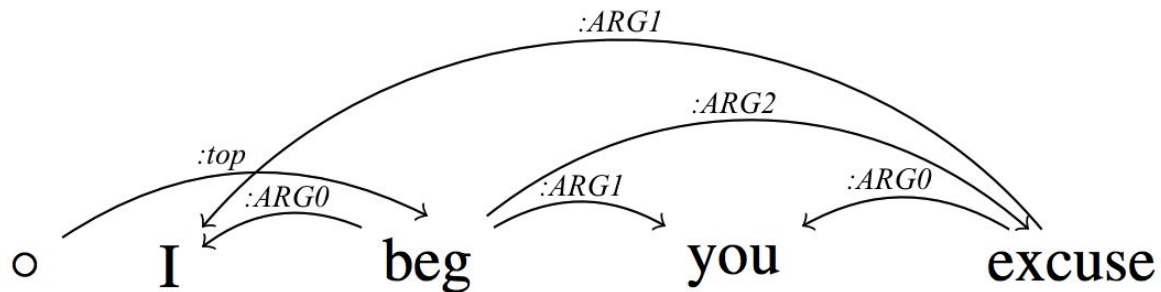 :ARG1
:ARG2
:top
:ARG0 :ARG1 :ARG0
I beg you excuse